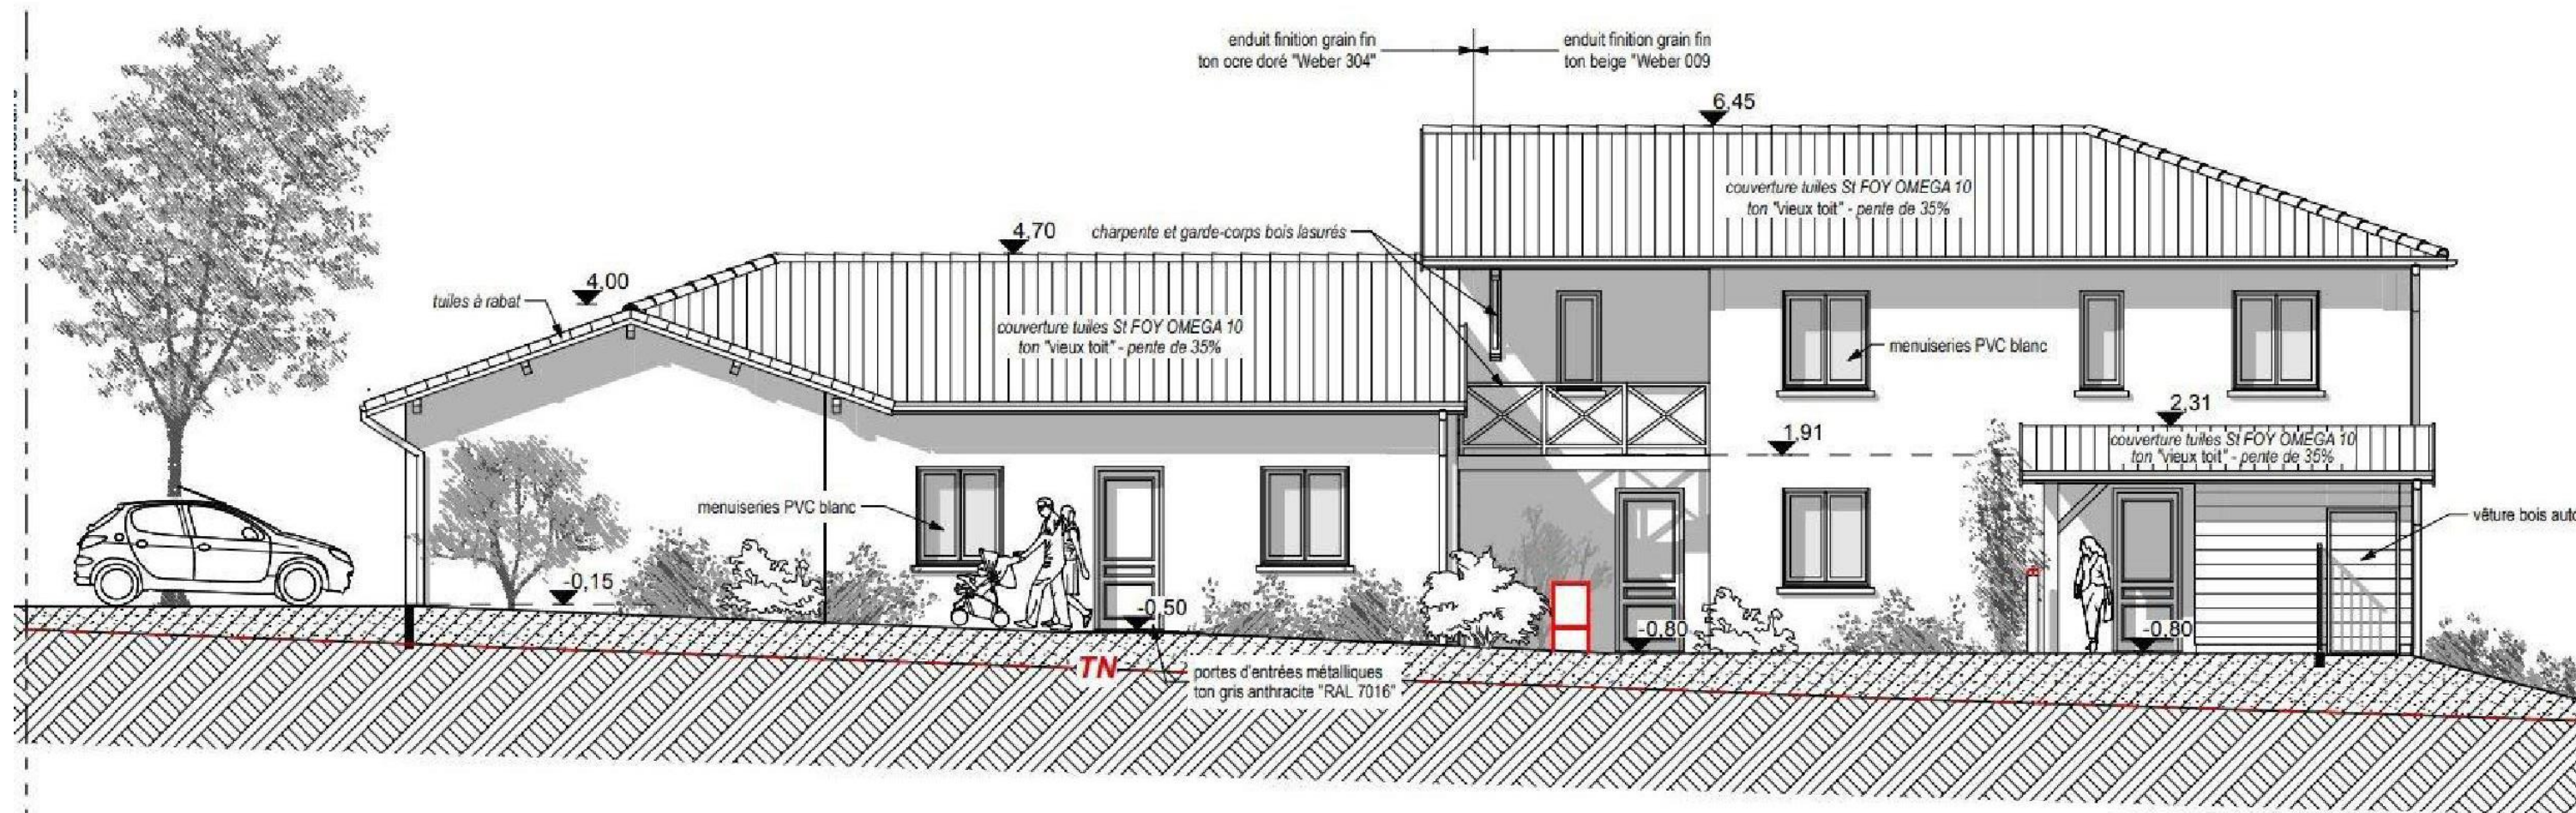 enduit finition grain fin
ton ocre doré "Weber 304"
enduit finition grain fin
ton beige "Weber 009
6,45
couverture tuiles St FOY OMEGA 10
ton "vieux toit" - pente de 35%
4,70
charpente et garde-corps bois lasurés
4,00
tuiles à rabat
couverture tuiles St FOY OMEGA 10
ton "vieux toit" - pente de 35%
menuiseries PVC blanc
2,31
1,91
couverture tuiles St FOY OMEGA 10
ton "vieux toit" - pente de 35%
menuiseries PVC blanc
vêture bois auto
-0,15
-0,50
-0,80
-0,80
TN
portes d'entrées métalliques
ton gris anthracite "RAL 7016"